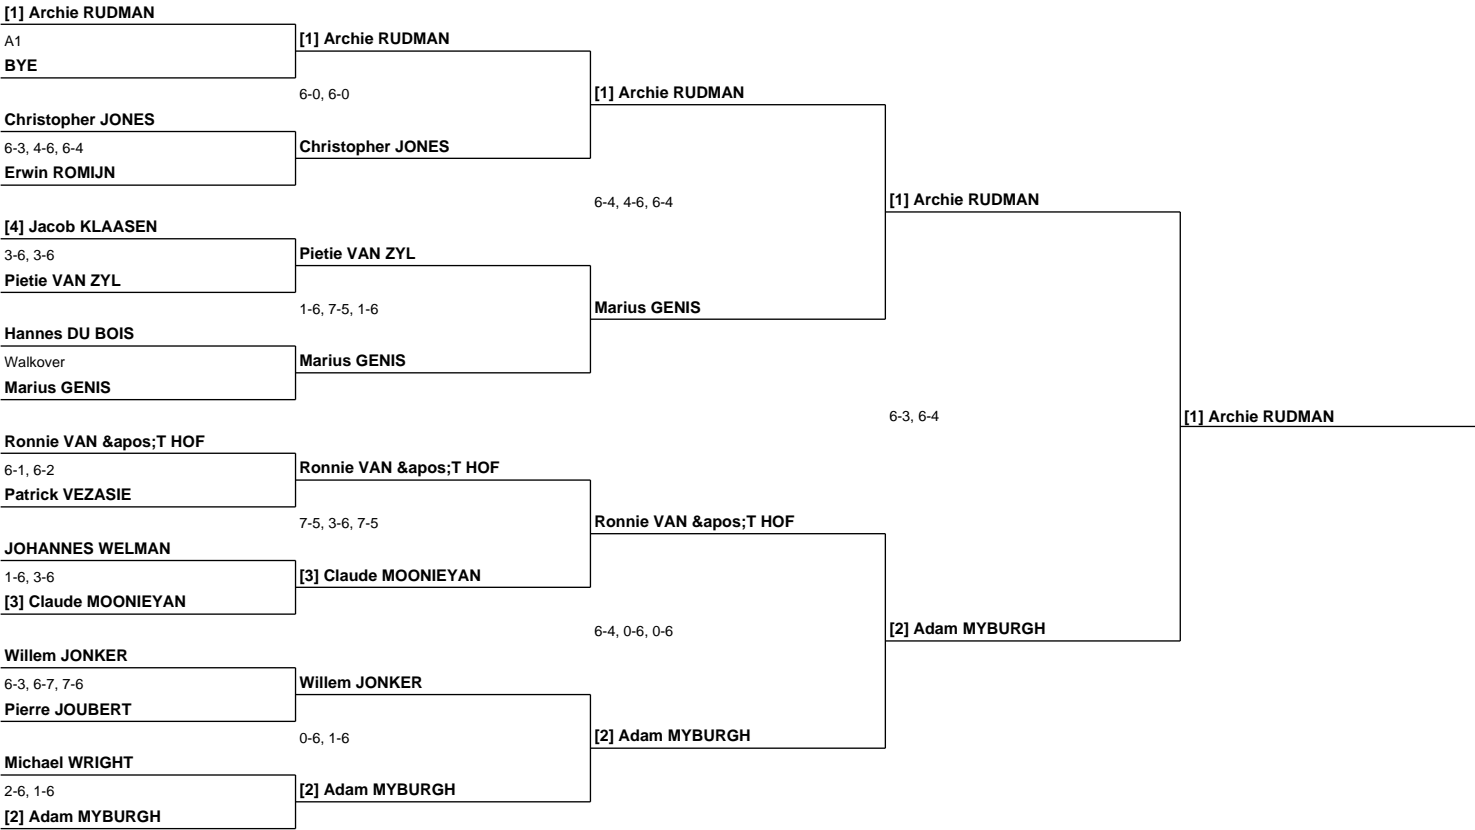 [1] Archie RUDMAN
A1
BYE
Christopher JONES
6-3, 4-6, 6-4
Erwin ROMIJN
[4] Jacob KLAASEN
3-6, 3-6
Pietie VAN ZYL
Hannes DU BOIS
Walkover
Marius GENIS
Ronnie VAN &apos;T HOF
6-1, 6-2
Patrick VEZASIE
JOHANNES WELMAN
1-6, 3-6
[3] Claude MOONIEYAN
Willem JONKER
6-3, 6-7, 7-6
Pierre JOUBERT
Michael WRIGHT
2-6, 1-6
[2] Adam MYBURGH
[1] Archie RUDMAN
6-0, 6-0
Christopher JONES
Pietie VAN ZYL
1-6, 7-5, 1-6
Marius GENIS
Ronnie VAN &apos;T HOF
7-5, 3-6, 7-5
[3] Claude MOONIEYAN
Willem JONKER
0-6, 1-6
[2] Adam MYBURGH
[1] Archie RUDMAN
6-4, 4-6, 6-4
Marius GENIS
Ronnie VAN &apos;T HOF
6-4, 0-6, 0-6
[2] Adam MYBURGH
[1] Archie RUDMAN
6-3, 6-4
[2] Adam MYBURGH
[1] Archie RUDMAN